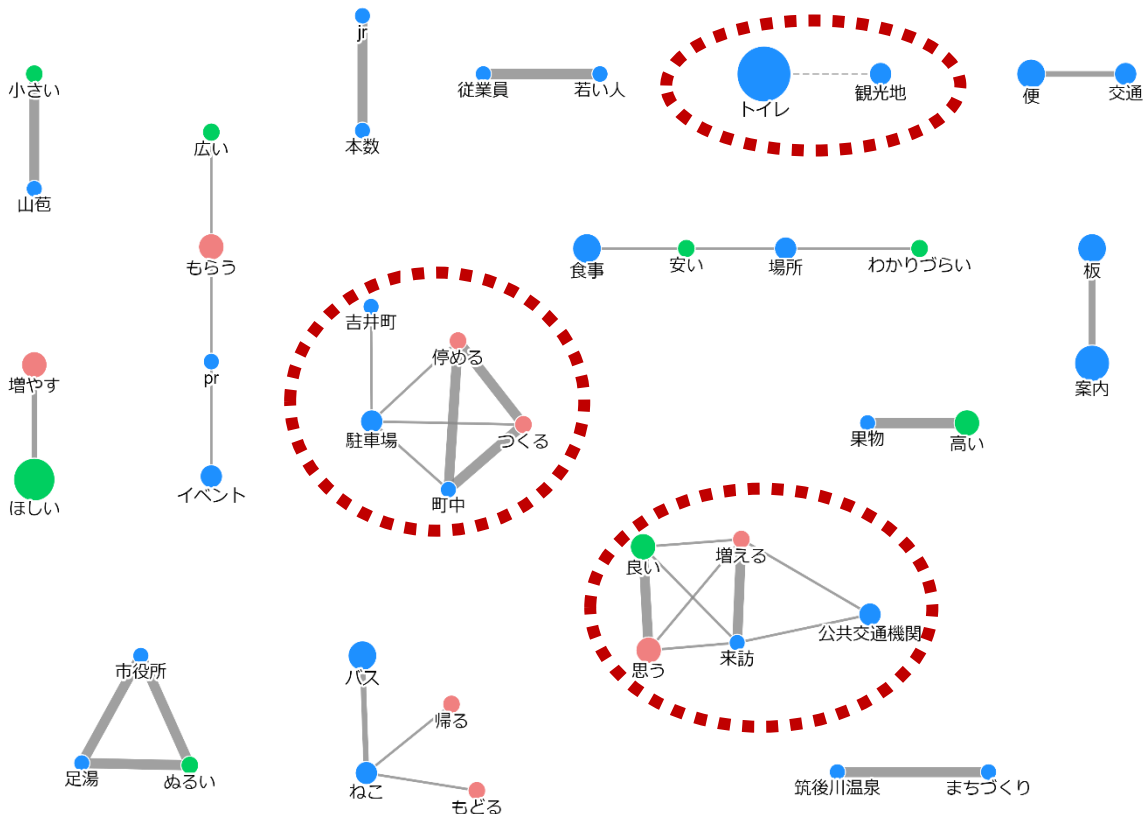 jr
本数
小さい
山苞
従業員
若い人
トイレ
観光地
便
交通
広い
もらう
pr
イベント
食事
安い
場所
わかりづらい
板
案内
増やす
ほしい
吉井町
停める
駐車場
つくる
町中
果物
高い
良い
増える
公共交通機関
思う
来訪
市役所
足湯
ぬるい
バス
帰る
ねこ
もどる
筑後川温泉
まちづくり